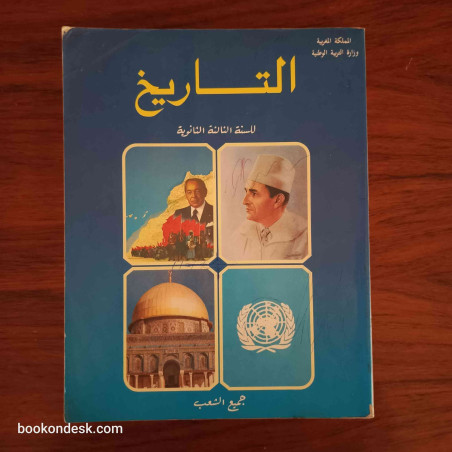 المملكة المغربية
وزارة التربية الوطنية
التاريخ
للسنة الثالثة الثانوية
جميع الشعب
bookondesk.com